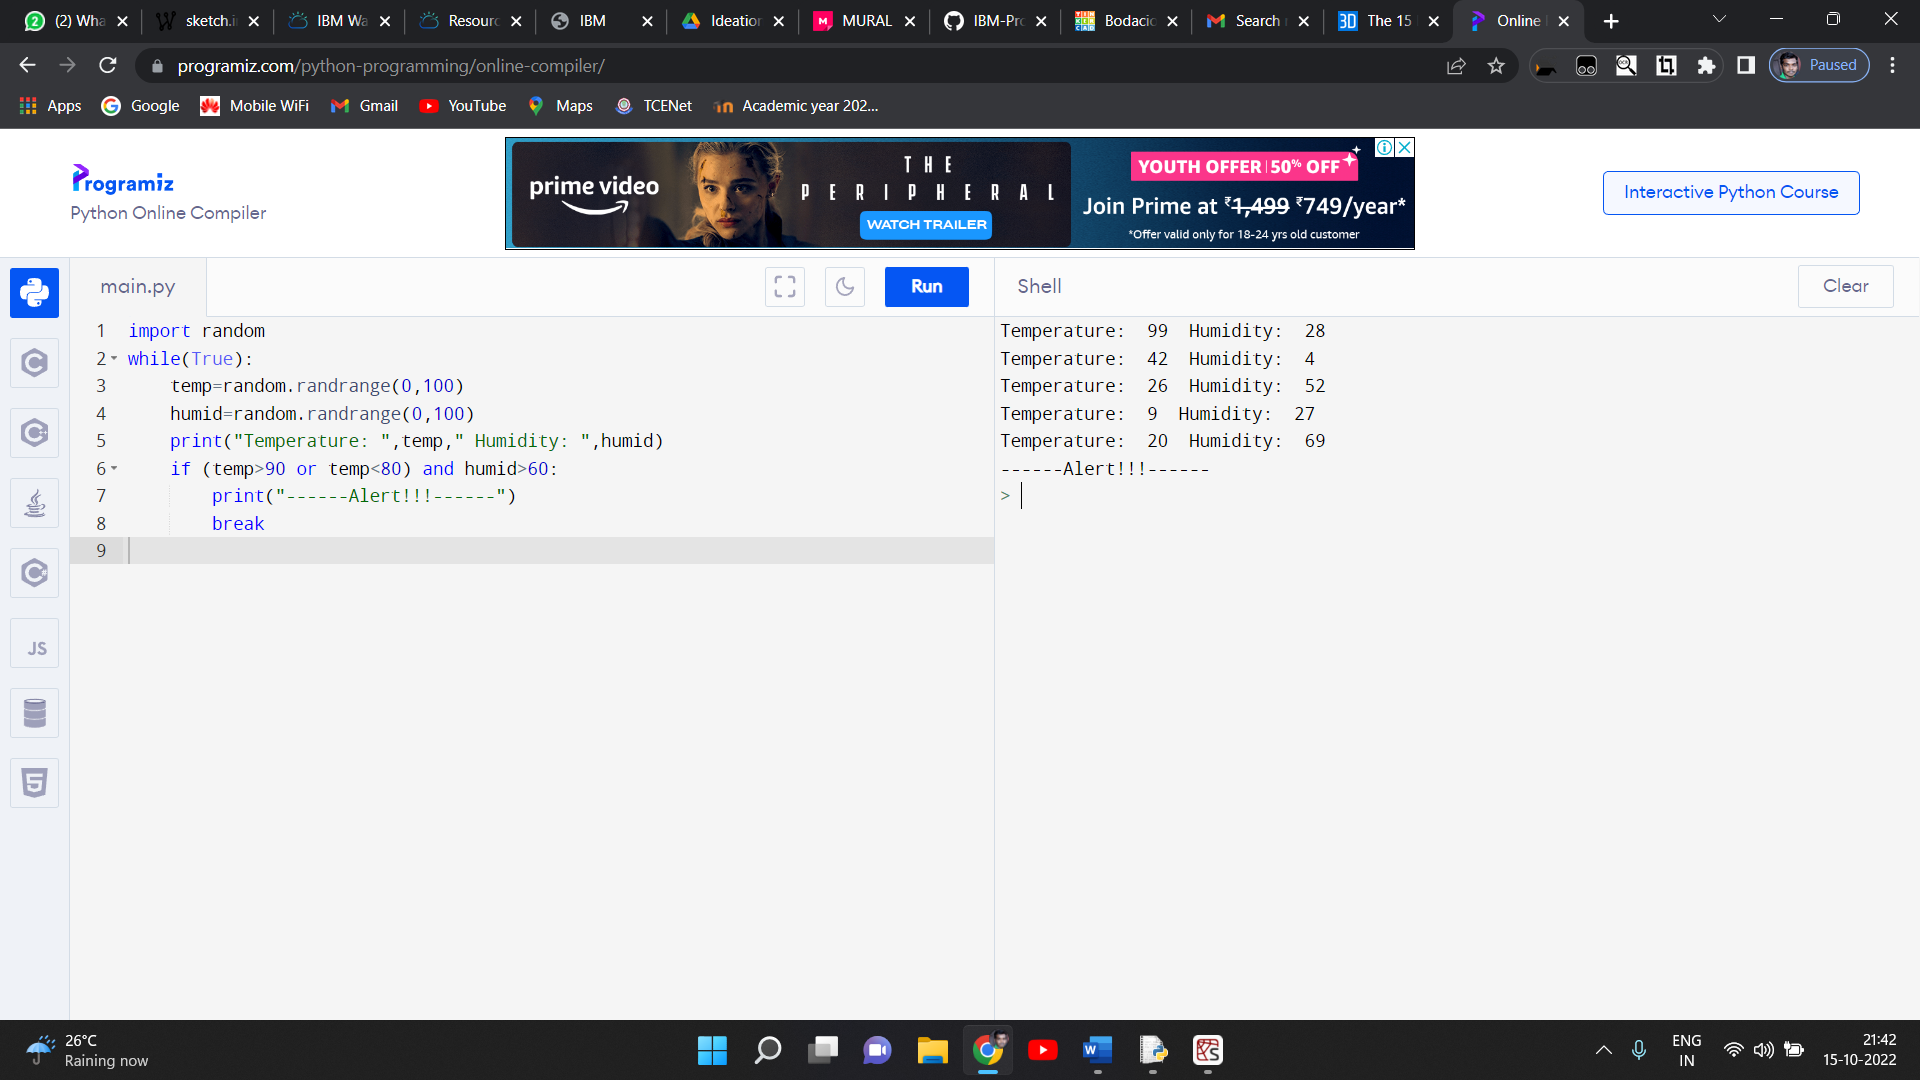 (2) Wha
sketch.i
IBM Wa
Resourc
IBM
Ideation
MURAL
IBM-Pro
Bodacio
Search r
The 15
Online
programiz.com/python-programming/online-compiler/
Paused
Apps
Google
Mobile WiFi
Gmail
YouTube
Maps
TCENet
Academic year 202...
Programiz
Python Online Compiler
prime video
THE
PERIPHERAL
WATCH TRAILER
YOUTH OFFER | 50% OFF
Join Prime at ₹1,499 ₹749/year*
*Offer valid only for 18-24 yrs old customer
Interactive Python Course
main.py
Run
Shell
Clear
1 import random
2 while(True):
3 temp=random.randrange(0,100)
4 humid=random.randrange(0,100)
5 print("Temperature: ",temp," Humidity: ",humid)
6 if (temp>90 or temp<80) and humid>60:
7 print("------Alert!!!------")
8 break
9
Temperature:  99  Humidity:  28
Temperature:  42  Humidity:  4
Temperature:  26  Humidity:  52
Temperature:  9  Humidity:  27
Temperature:  20  Humidity:  69
------Alert!!!------
>
JS
26°C
Raining now
ENG
IN
21:42
15-10-2022